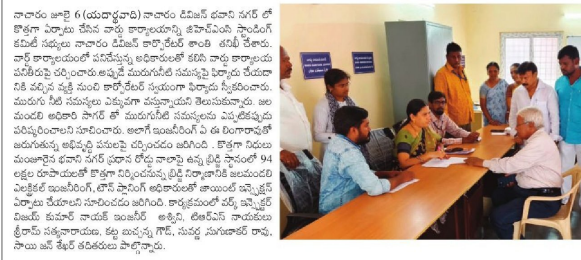 నాచారం జూలై 6 (యదార్థవాది) నాచారం డివిజన్ భవాని నగర్ లో
కొత్తగా ఏర్పాటు చేసిన వార్డు కార్యాలయాన్ని జిహెచ్ఎంసి స్టాండింగ్
కమిటీ సభ్యులు నాచారం డివిజన్ కార్పొరేటర్ శాంతి తనిఖీ చేశారు.
వార్డ్ కార్యాలయంలో పనిచేస్తున్న అధికారులతో కలిసి వార్డు కార్యాలయ
పనితీరుపై చర్చించారు.అప్పుడే మురుగునీటి సమస్యపై ఫిర్యాదు చేయడా
నికి వచ్చిన వ్యక్తి నుంచి కార్పొరేటర్ స్వయంగా ఫిర్యాదు స్వీకరించారు.
మురుగు నీటి సమస్యలు ఎక్కువగా వస్తున్నాయని తెలుసుకున్నారు. జల
మండలి అధికారి సాగర్ తో మురుగునీటి సమస్యలను ఎప్పటికప్పుడు
పరిష్కరించాలని సూచించారు. అలాగే ఇంజనీరింగ్ ఏ ఈ లింగారావుతో
జరుగుతున్న అభివృద్ధి పనులపై చర్చించడం జరిగింది . కొత్తగా నిధులు
మంజూరైన భవాని నగర్ ప్రధాన రోడ్డు నాలాపై ఉన్న బ్రిడ్జి స్థానంలో 94
లక్షల రూపాయలతో కొత్తగా నిర్మించనున్న బ్రిడ్జి నిర్మాణానికి జలమండలి
ఎలక్ట్రికల్ ఇంజనీరింగ్, టౌన్ ప్లానింగ్ అధికారులతో జాయింట్ ఇన్స్పెక్షన్
ఏర్పాటు చేయాలని సూచించడం జరిగింది. కార్యక్రమంలో వర్క్ ఇన్స్పెక్టర్
విజయ్ కుమార్ నాయక్ ఇంజనీర్ అశ్విని, టిఆర్ఎస్ నాయకులు
శ్రీరామ్ సత్యనారాయణ, కట్ట బుచ్చన్న గౌడ్, సువర్ణ ,సుగుణాకర్ రావు,
సాయి జన్ శేఖర్ తదితరులు పాల్గొన్నారు.